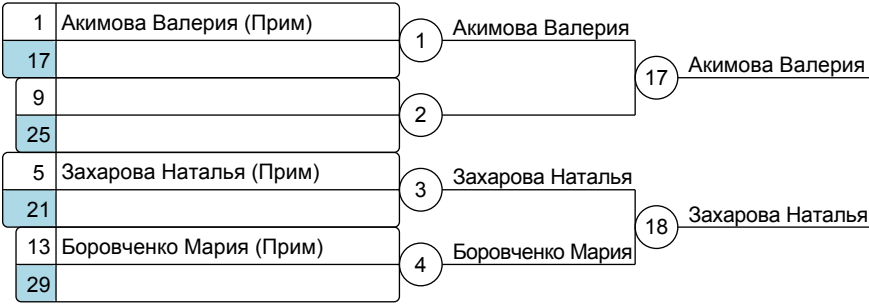 1 Акимова Валерия (Прим)
17
1
Акимова Валерия
9
25
2
17
Акимова Валерия
5 Захарова Наталья (Прим)
21
3
Захарова Наталья
13 Боровченко Мария (Прим)
29
4
Боровченко Мария
18
Захарова Наталья